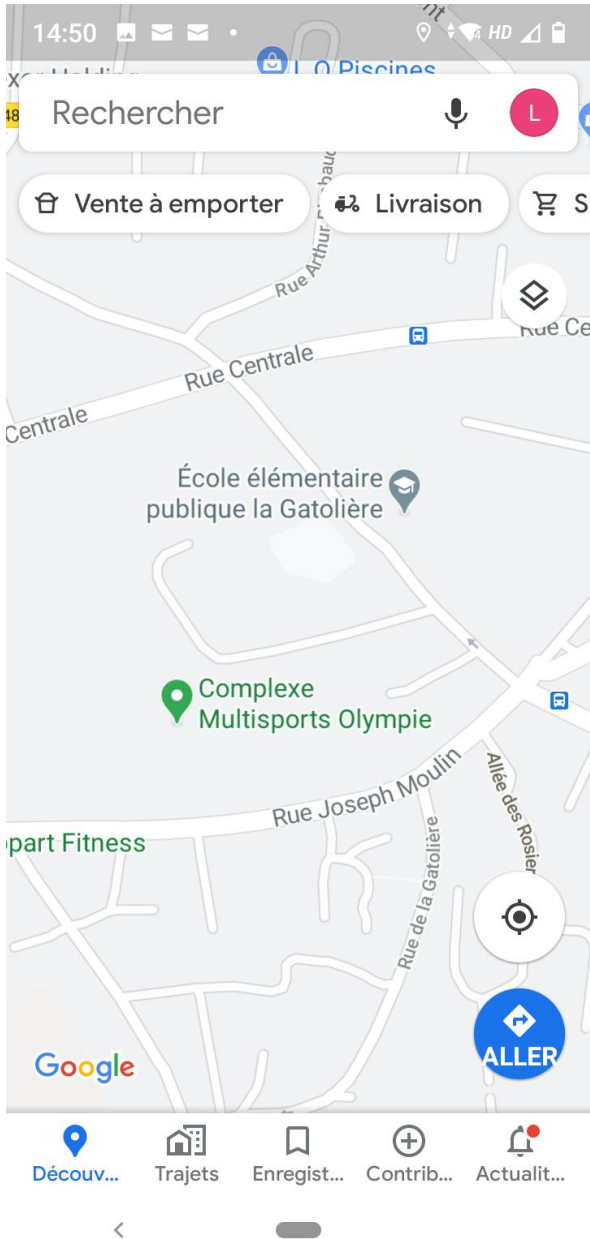 14:50
HD
L.O Piscines
48
Rechercher
L
Vente à emporter
Livraison
S
Rue Arthur
Rue Centrale
Rue Ce
Centrale
École élémentaire
publique la Gatolière
Complexe
Multisports Olympie
Rue Joseph Moulin
Allée des Rosier
Rue de la Gatolière
part Fitness
ALLER
Google
Découv...
Trajets
Enregist...
Contrib...
Actualit...